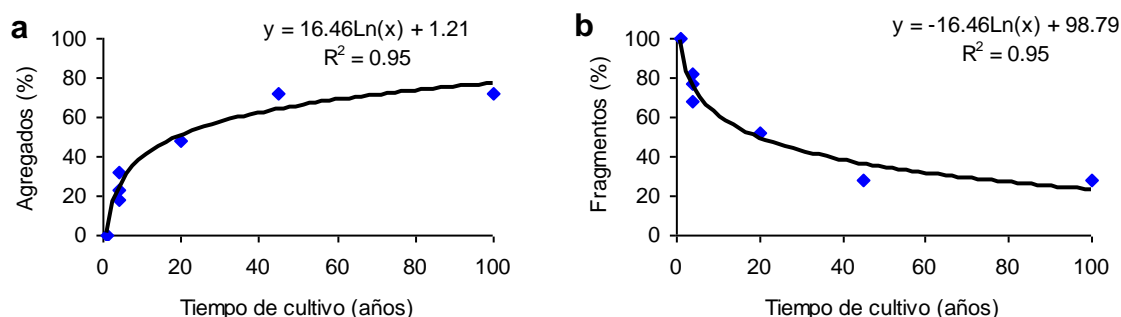 a
y = 16.46Ln(x) + 1.21
R² = 0.95
Agregados (%)
100
80
60
40
20
0
0 20 40 60 80 100
Tiempo de cultivo (años)
b
y = -16.46Ln(x) + 98.79
R² = 0.95
Fragmentos (%)
100
80
60
40
20
0
0 20 40 60 80 100
Tiempo de cultivo (años)